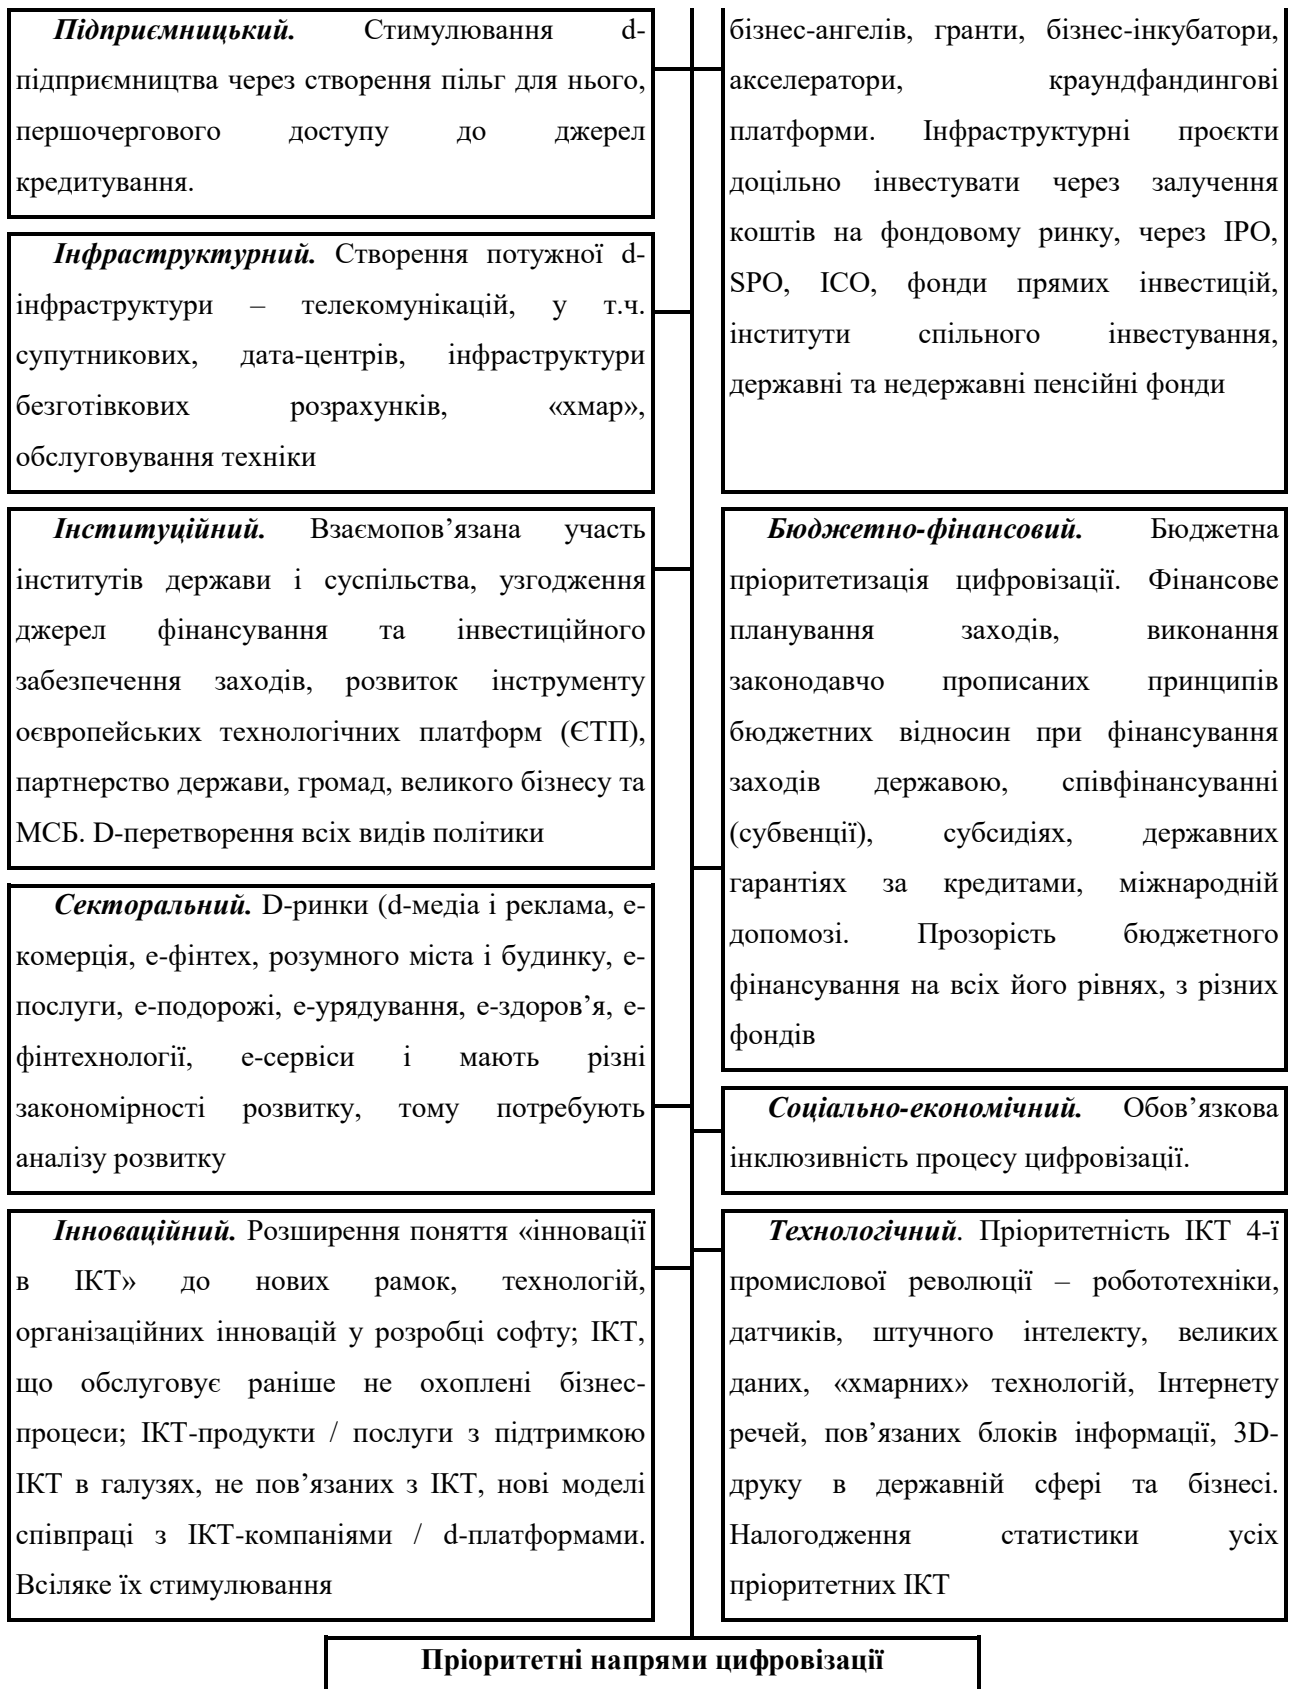 Підприємницький. Стимулювання d-
підприємництва через створення пільг для нього,
першочергового доступу до джерел
кредитування.
Інфраструктурний. Створення потужної d-
інфраструктури – телекомунікацій, у т.ч.
супутникових, дата-центрів, інфраструктури
безготівкових розрахунків, «хмар»,
обслуговування техніки
Інституційний. Взаємопов’язана участь
інститутів держави і суспільства, узгодження
джерел фінансування та інвестиційного
забезпечення заходів, розвиток інструменту
оєвропейських технологічних платформ (ЄТП),
партнерство держави, громад, великого бізнесу та
МСБ. D-перетворення всіх видів політики
Секторальний. D-ринки (d-медіа і реклама, е-
комерція, е-фінтех, розумного міста і будинку, е-
послуги, е-подорожі, е-урядування, е-здоров’я, е-
фінтехнології, е-сервіси і мають різні
закономірності розвитку, тому потребують
аналізу розвитку
Інноваційний. Розширення поняття «інновації
в ІКТ» до нових рамок, технологій,
організаційних інновацій у розробці софту; ІКТ,
що обслуговує раніше не охоплені бізнес-
процеси; ІКТ-продукти / послуги з підтримкою
ІКТ в галузях, не пов’язаних з ІКТ, нові моделі
співпраці з ІКТ-компаніями / d-платформами.
Всіляке їх стимулювання
бізнес-ангелів, гранти, бізнес-інкубатори,
акселератори, краундфандингові
платформи. Інфраструктурні проєкти
доцільно інвестувати через залучення
коштів на фондовому ринку, через IPO,
SPO, ICO, фонди прямих інвестицій,
інститути спільного інвестування,
державні та недержавні пенсійні фонди
Бюджетно-фінансовий. Бюджетна
пріоритетизація цифровізації. Фінансове
планування заходів, виконання
законодавчо прописаних принципів
бюджетних відносин при фінансування
заходів державою, співфінансуванні
(субвенції), субсидіях, державних
гарантіях за кредитами, міжнародній
допомозі. Прозорість бюджетного
фінансування на всіх його рівнях, з різних
фондів
Соціально-економічний. Обов’язкова
інклюзивність процесу цифровізації.
Технологічний. Пріоритетність ІКТ 4-ї
промислової революції – робототехніки,
датчиків, штучного інтелекту, великих
даних, «хмарних» технологій, Інтернету
речей, пов’язаних блоків інформації, 3D-
друку в державній сфері та бізнесі.
Налогодження статистики усіх
пріоритетних ІКТ
Пріоритетні напрями цифровізації